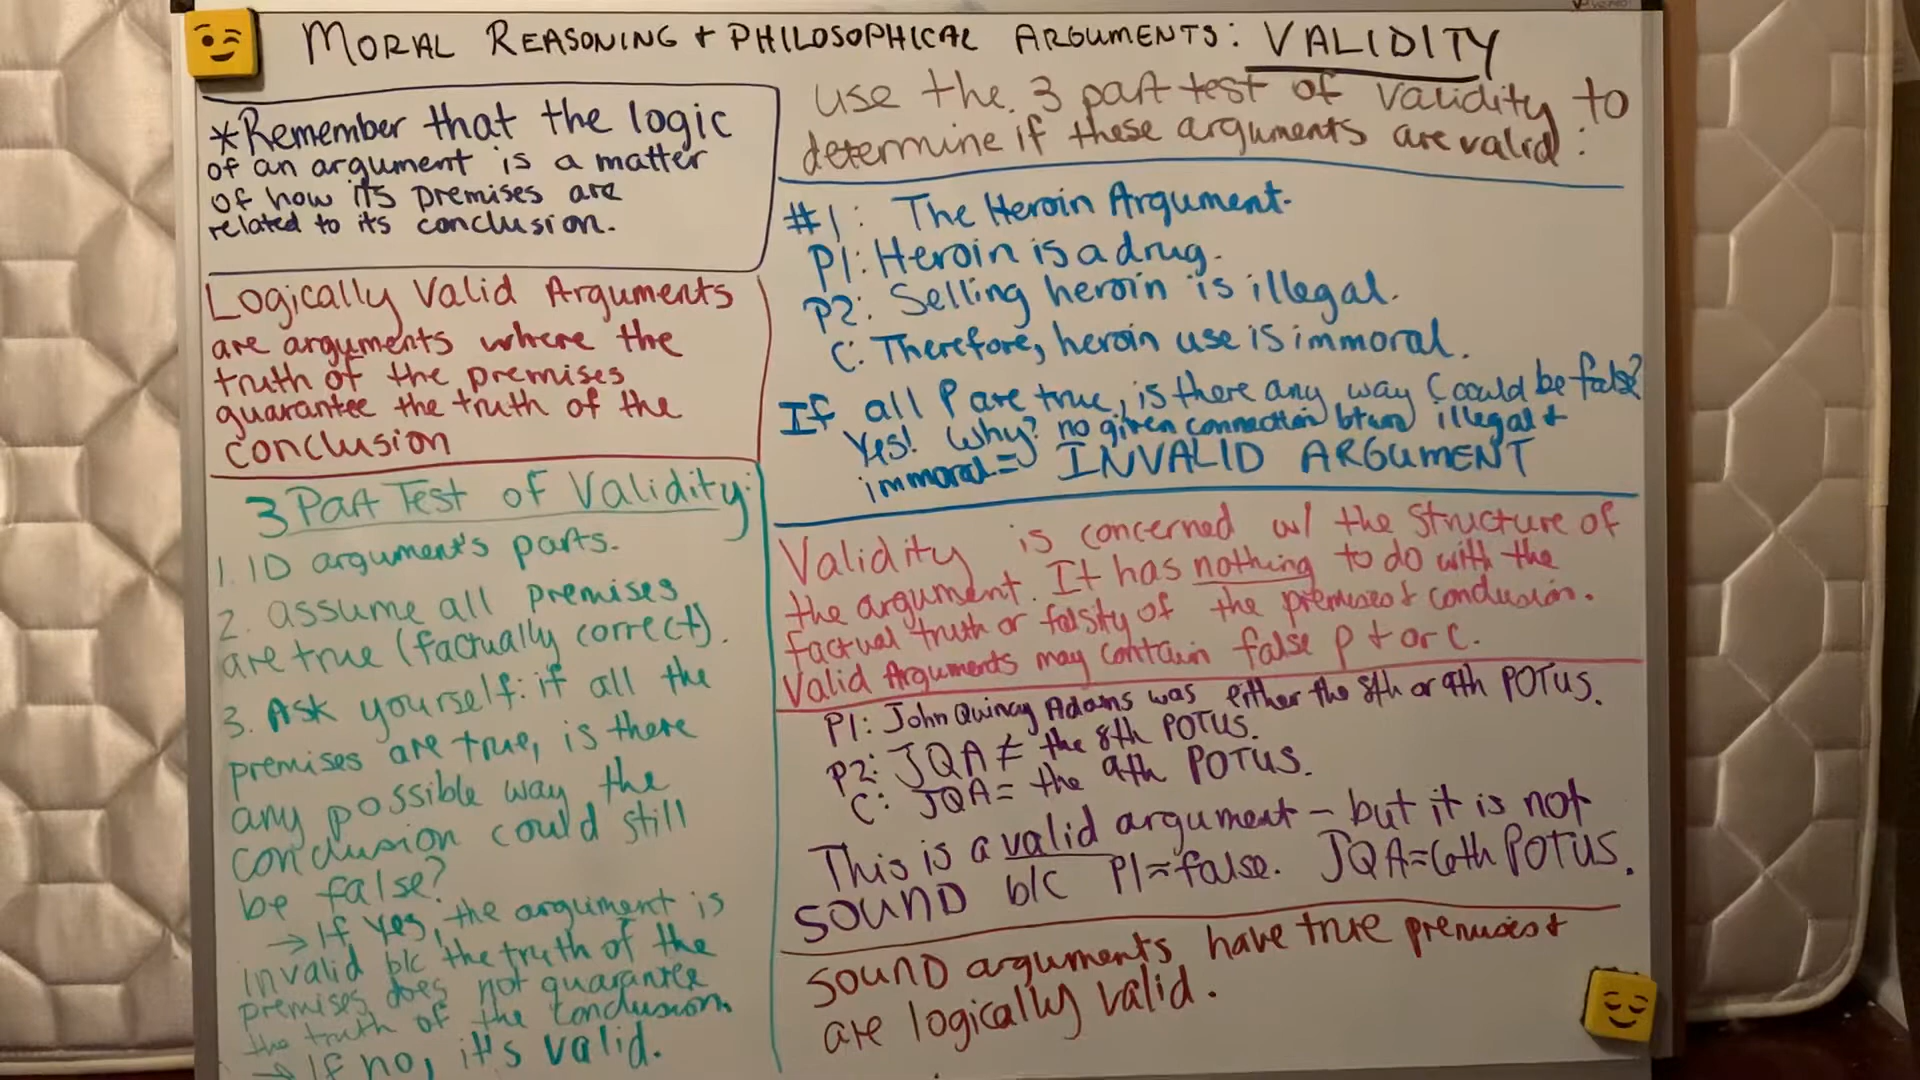 MORAL REASONING + PHILOSOPHICAL ARGUMENTS: VALIDITY
*Remember that the logic
of an argument is a matter
of how its premises are
related to its conclusion.
Logically Valid Arguments
are arguments where the
truth of the premises
guarantee the truth of the
conclusion
3 Part Test of Validity:
1. ID argument's parts.
2. assume all premises
are true (factually correct).
3. Ask yourself: if all the
premises are true, is there
any possible way the
conclusion could still
be false?
→ If yes, the argument is
invalid b/c the truth of the
premises does not guarantee
the truth of the conclusion.
→ If no, it's valid.
use the 3 part test of validity to
determine if these arguments are valid:
#1: The Heroin Argument.
P1: Heroin is a drug.
P2: Selling heroin is illegal.
C: Therefore, heroin use is immoral.
If all P are true, is there any way C could be false?
Yes! Why? no given connection btwn illegal +
immoral = INVALID ARGUMENT
Validity is concerned w/ the structure of
the argument. It has nothing to do with the
factual truth or falsity of the premises + conclusion.
Valid Arguments may contain false P + or C.
P1: John Quincy Adams was either the 8th or 9th POTUS.
P2: JQA ≠ the 8th POTUS.
C: JQA = the 9th POTUS.
This is a valid argument - but it is not
SOUND b/c P1 = false. JQA = 6th POTUS.
SOUND arguments have true premises +
are logically valid.